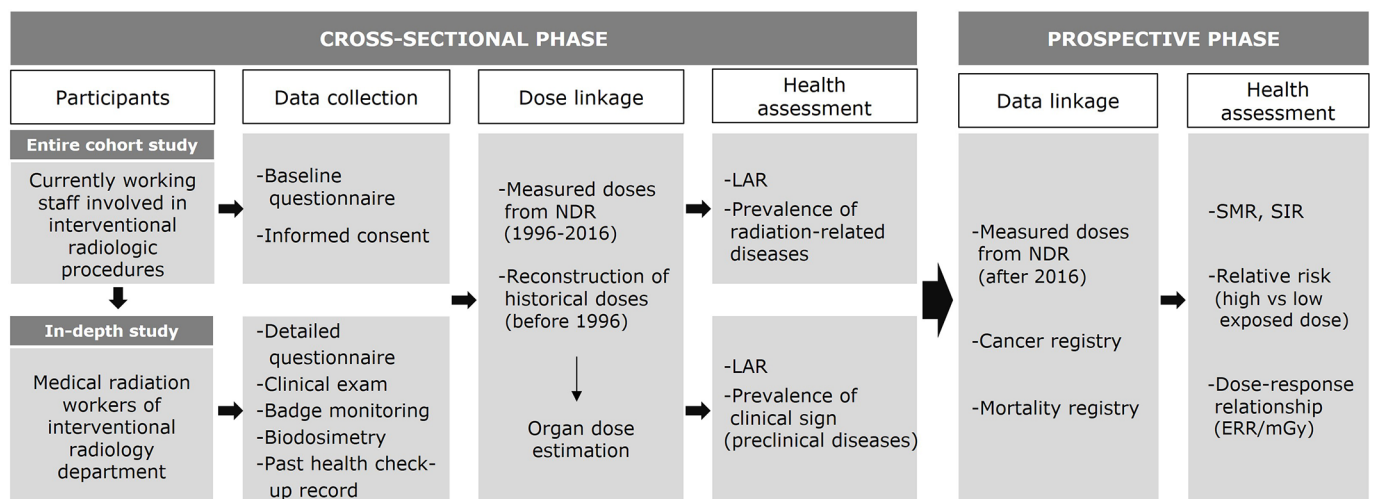 CROSS-SECTIONAL PHASE
Participants
Data collection
Dose linkage
Health
assessment
Entire cohort study
Currently working
staff involved in
interventional
radiologic
procedures
-Baseline
questionnaire
-Informed consent
In-depth study
Medical radiation
workers of
interventional
radiology
department
-Detailed
questionnaire
-Clinical exam
-Badge monitoring
-Biodosimetry
-Past health check-
up record
-Measured doses
from NDR
(1996-2016)
-Reconstruction of
historical doses
(before 1996)
Organ dose
estimation
-LAR
-Prevalence of
radiation-related
diseases
-LAR
-Prevalence of
clinical sign
(preclinical diseases)
PROSPECTIVE PHASE
Data linkage
Health
assessment
-Measured doses
from NDR
(after 2016)
-Cancer registry
-Mortality registry
-SMR, SIR
-Relative risk
(high vs low
exposed dose)
-Dose-response
relationship
(ERR/mGy)